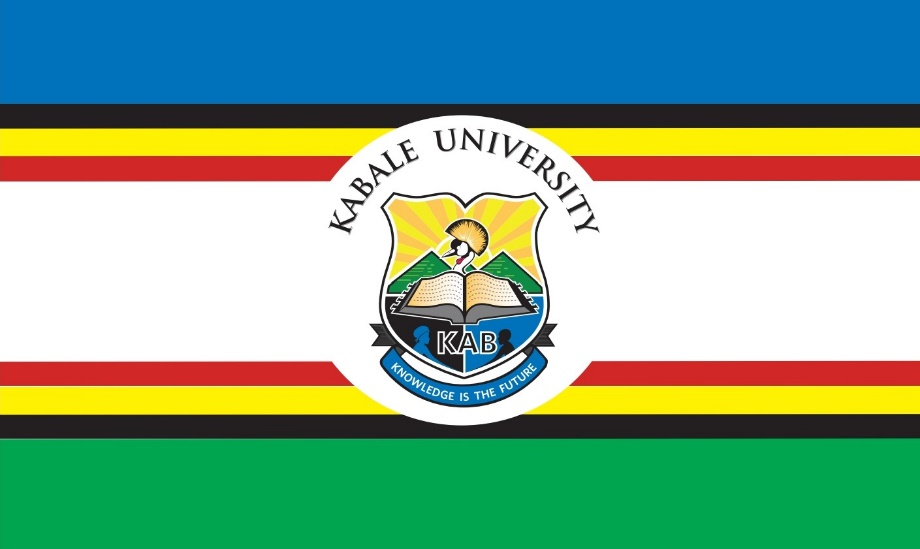 KABALE UNIVERSITY
KAB
KNOWLEDGE IS THE FUTURE